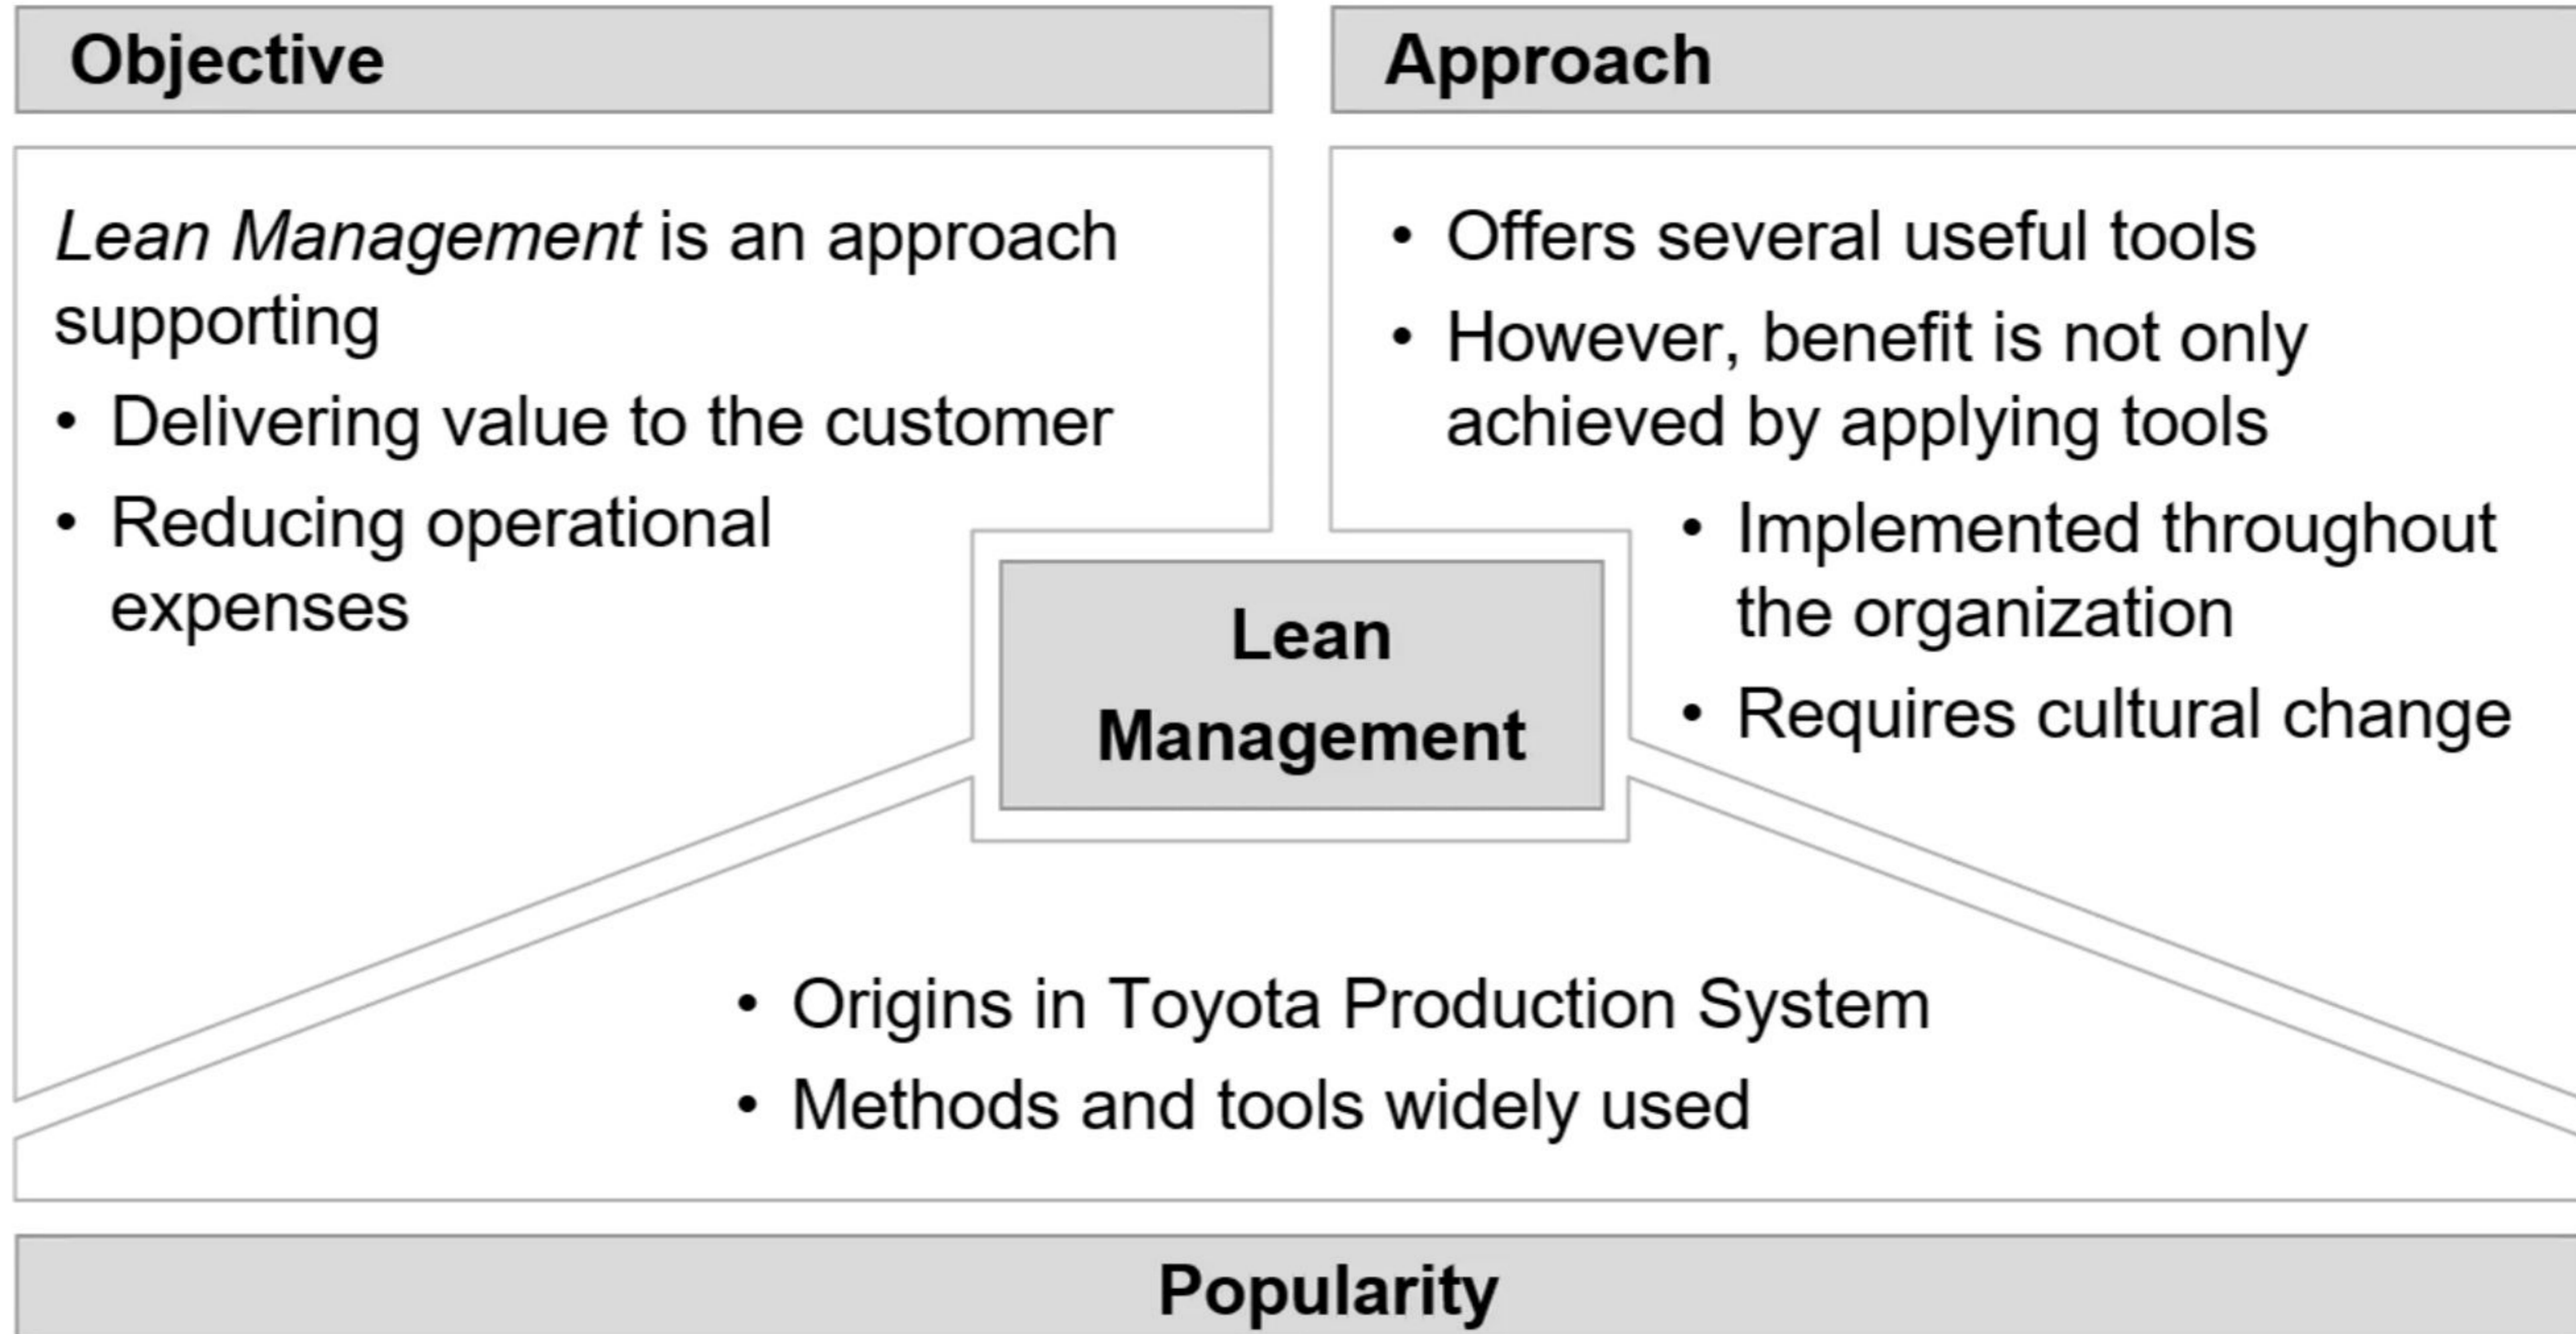 Objective
Lean Management is an approach
supporting
• Delivering value to the customer
• Reducing operational
expenses
Approach
• Offers several useful tools
• However, benefit is not only
achieved by applying tools
• Implemented throughout
the organization
• Requires cultural change
Lean
Management
• Origins in Toyota Production System
• Methods and tools widely used
Popularity